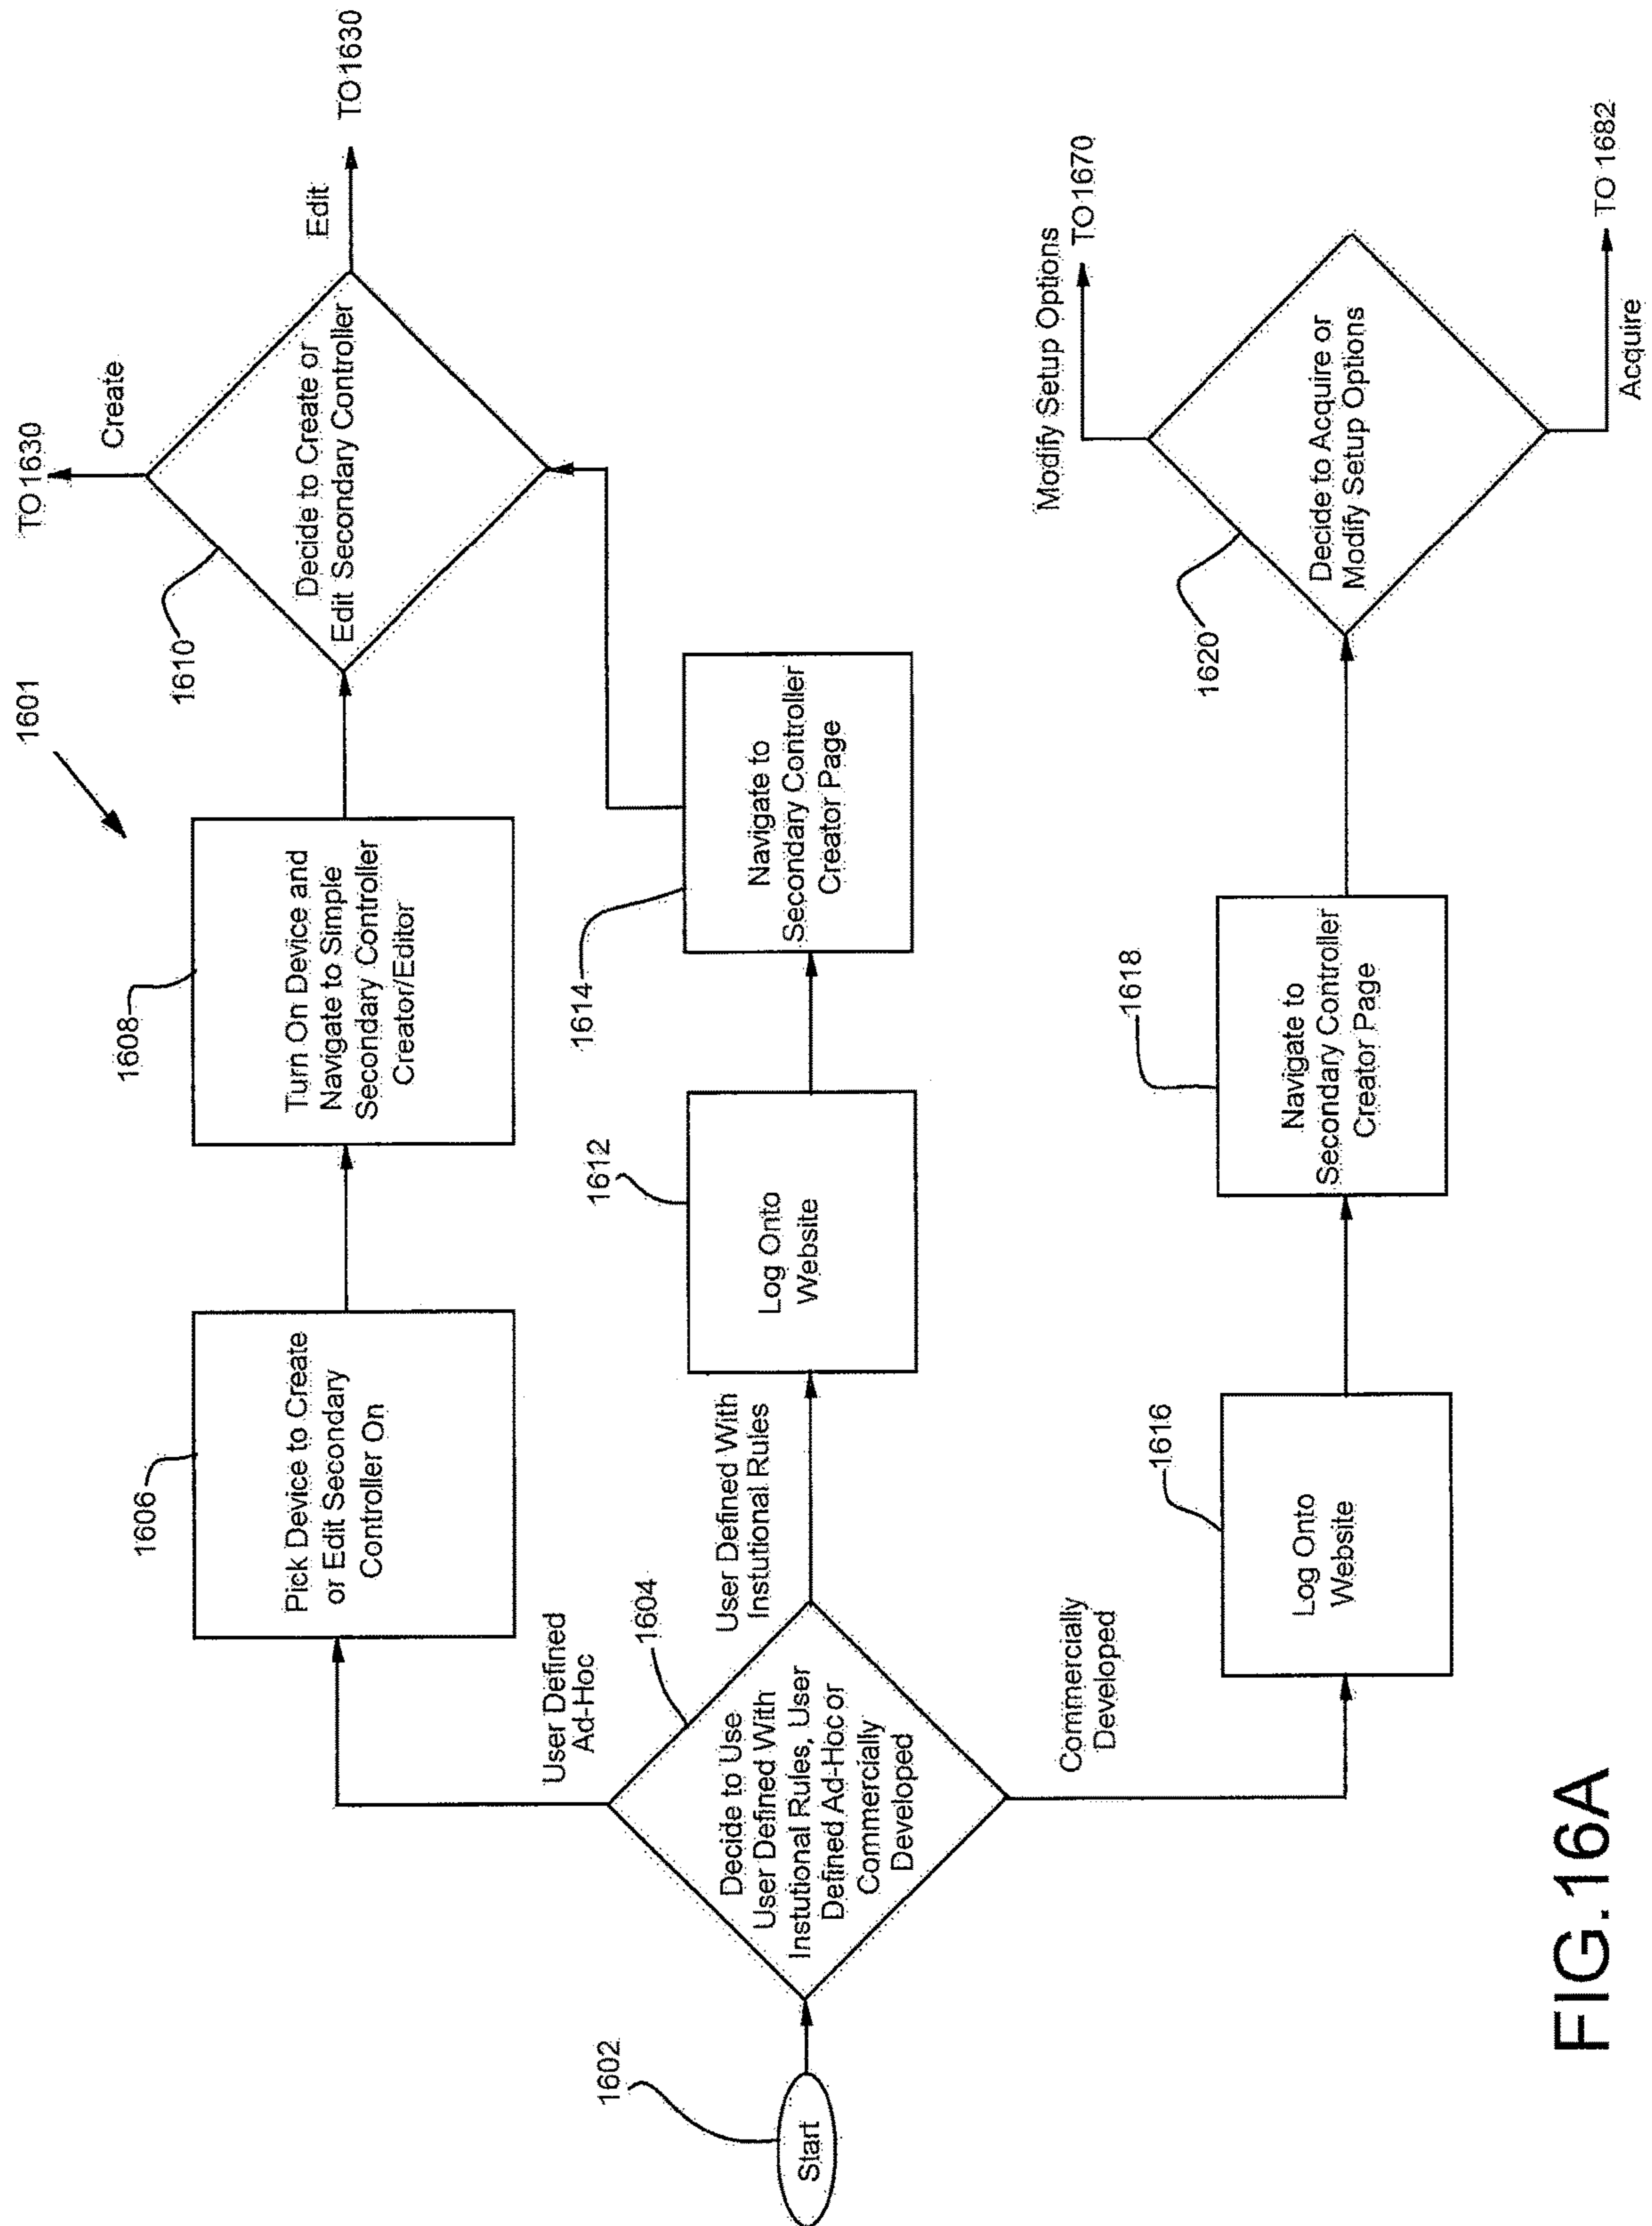 1601
TO 1630
Create
1610
Decide to Create or
Edit Secondary Controller
Edit
TO 1630
1606
Pick Device to Create
or Edit Secondary
Controller On
1608
Turn On Device and
Navigate to Simple
Secondary Controller
Creator/Editor
User Defined
Ad-Hoc
1602
Start
1604
Decide to Use
User Defined With
Instutional Rules, User
Defined Ad-Hoc or
Commercially
Developed
User Defined With
Instutional Rules
1612
Log Onto
Website
1614
Navigate to
Secondary Controller
Creator Page
Commercially
Developed
1616
Log Onto
Website
1618
Navigate to
Secondary Controller
Creator Page
1620
Decide to Acquire or
Modify Setup Options
Modify Setup Options
TO 1670
TO 1682
Acquire
FIG.16A